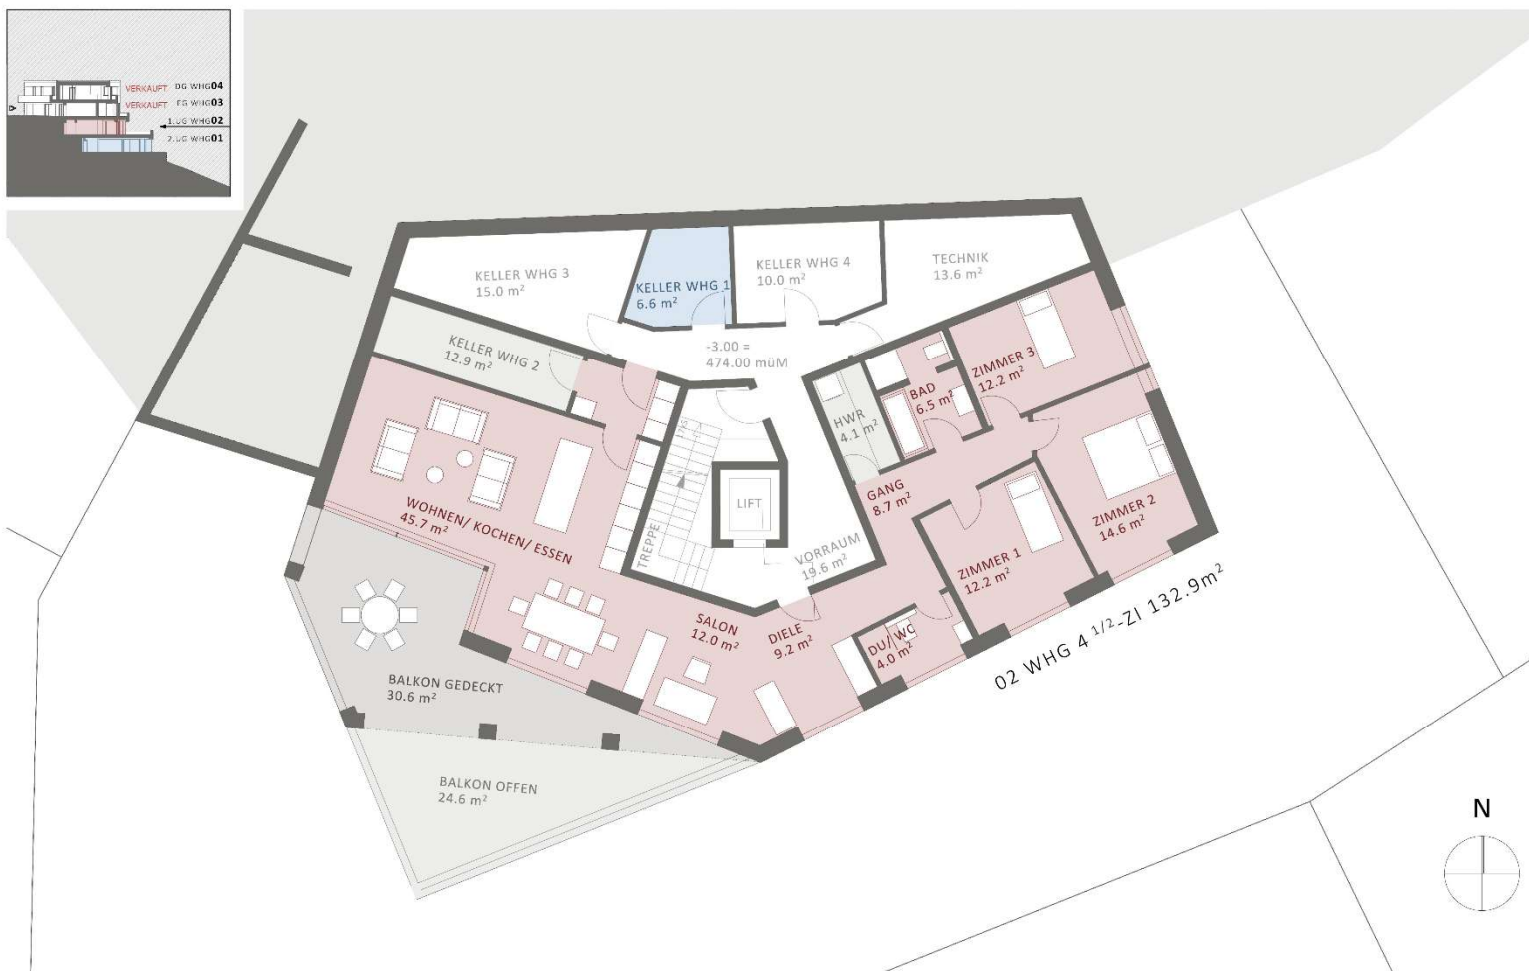 VERKAUFT DG WHG04
VERKAUFT EG WHG03
1.UG WHG02
2.UG WHG01
KELLER WHG 3
15.0 m²
KELLER WHG 1
6.6 m²
KELLER WHG 4
10.0 m²
TECHNIK
13.6 m²
KELLER WHG 2
12.9 m²
-3.00 =
474.00 müM
ZIMMER 3
12.2 m²
BAD
6.5 m²
HWR
4.1 m²
GANG
8.7 m²
LIFT
TREPPE
VORRAUM
19.6 m²
WOHNEN/ KOCHEN/ ESSEN
45.7 m²
ZIMMER 2
14.6 m²
ZIMMER 1
12.2 m²
SALON
12.0 m²
DIELE
9.2 m²
DU/ WC
4.0 m²
02 WHG 4 1/2-ZI 132.9m²
BALKON GEDECKT
30.6 m²
BALKON OFFEN
24.6 m²
N